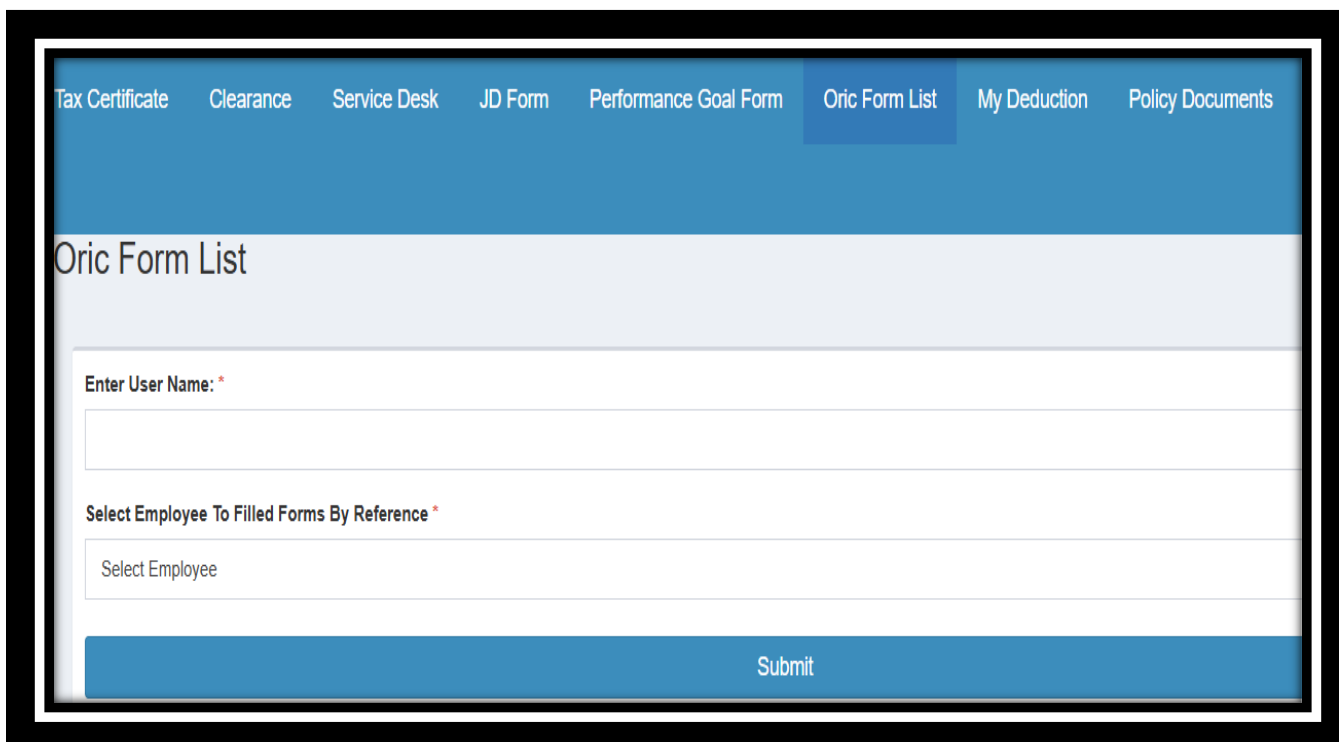 Tax Certificate Clearance Service Desk JD Form Performance Goal Form Oric Form List My Deduction Policy Documents
Oric Form List
Enter User Name: *
Select Employee To Filled Forms By Reference *
Select Employee
Submit